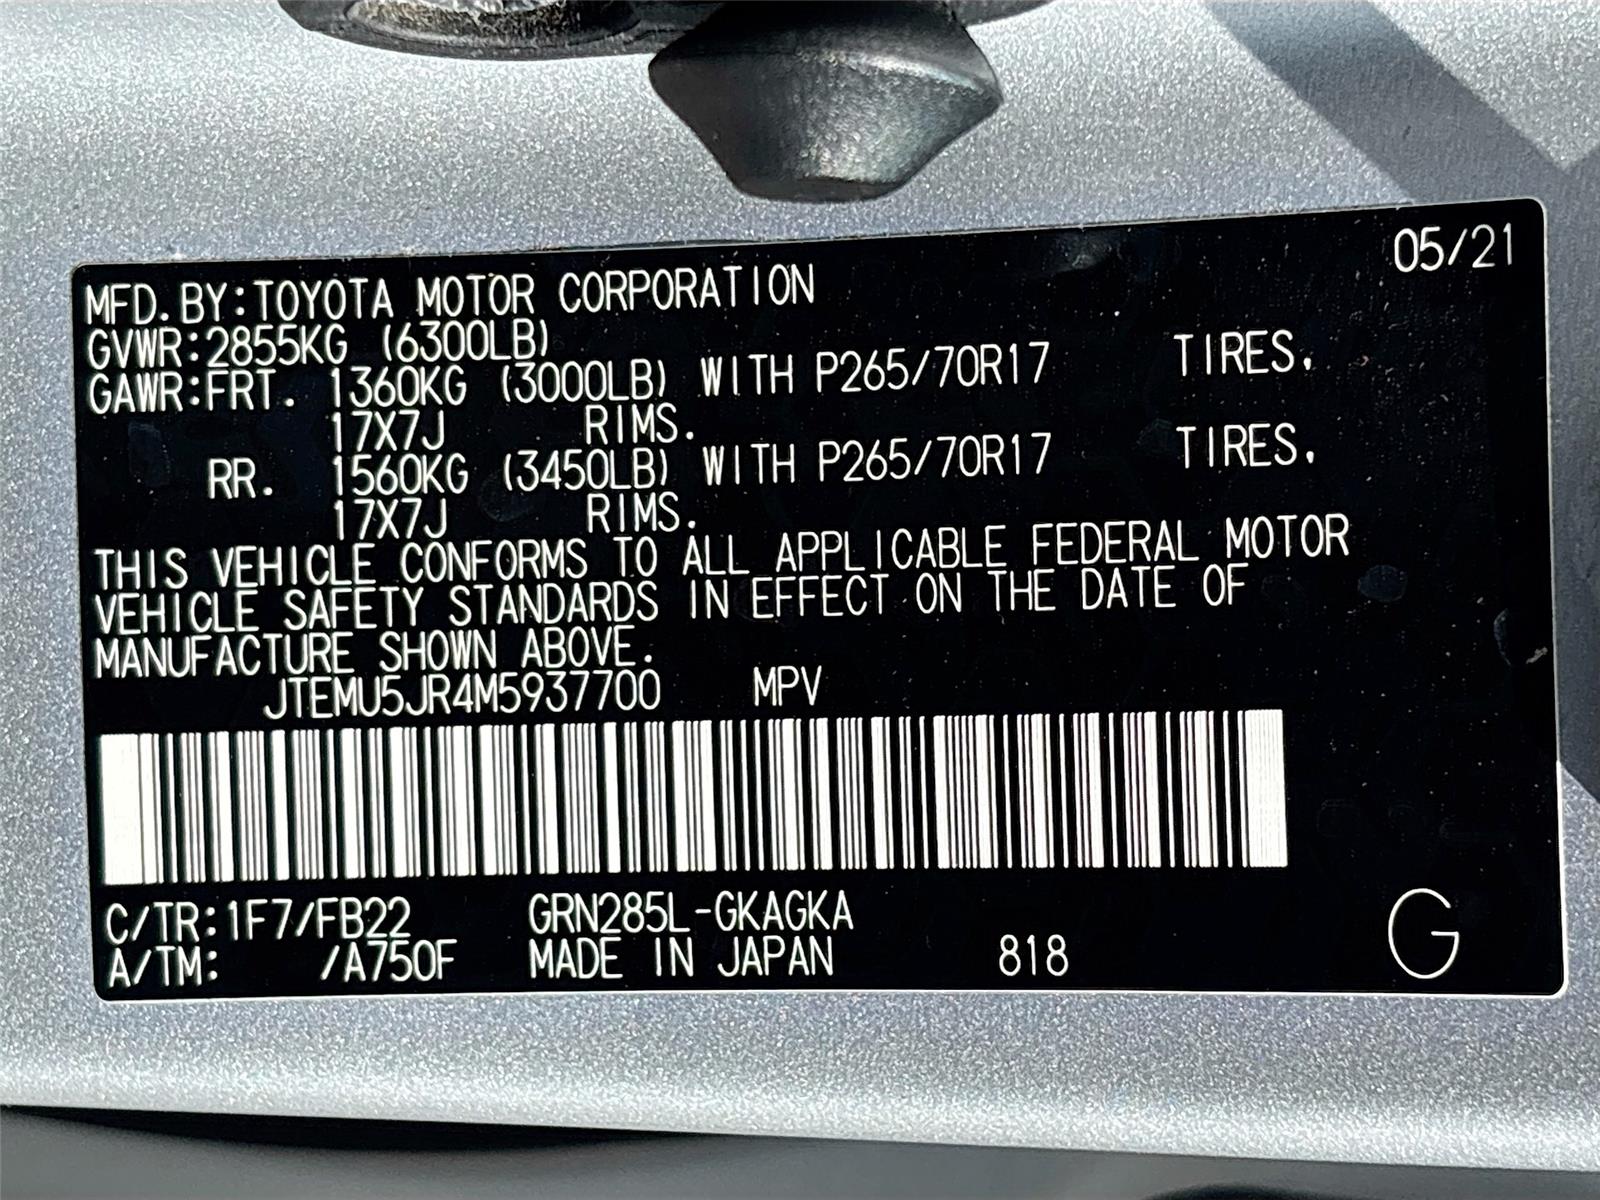 05/21
MFD. BY:TOYOTA MOTOR CORPORATION
GVWR:2855KG (6300LB)
GAWR:FRT. 1360KG (3000LB) WITH P265/70R17 TIRES,
17X7J RIMS.
RR. 1560KG (3450LB) WITH P265/70R17 TIRES,
17X7J RIMS.
THIS VEHICLE CONFORMS TO ALL APPLICABLE FEDERAL MOTOR
VEHICLE SAFETY STANDARDS IN EFFECT ON THE DATE OF
MANUFACTURE SHOWN ABOVE.
JTEMU5JR4M5937700 MPV
C/TR:1F7/FB22 GRN285L-GKAGKA
A/TM: /A750F MADE IN JAPAN 818 G